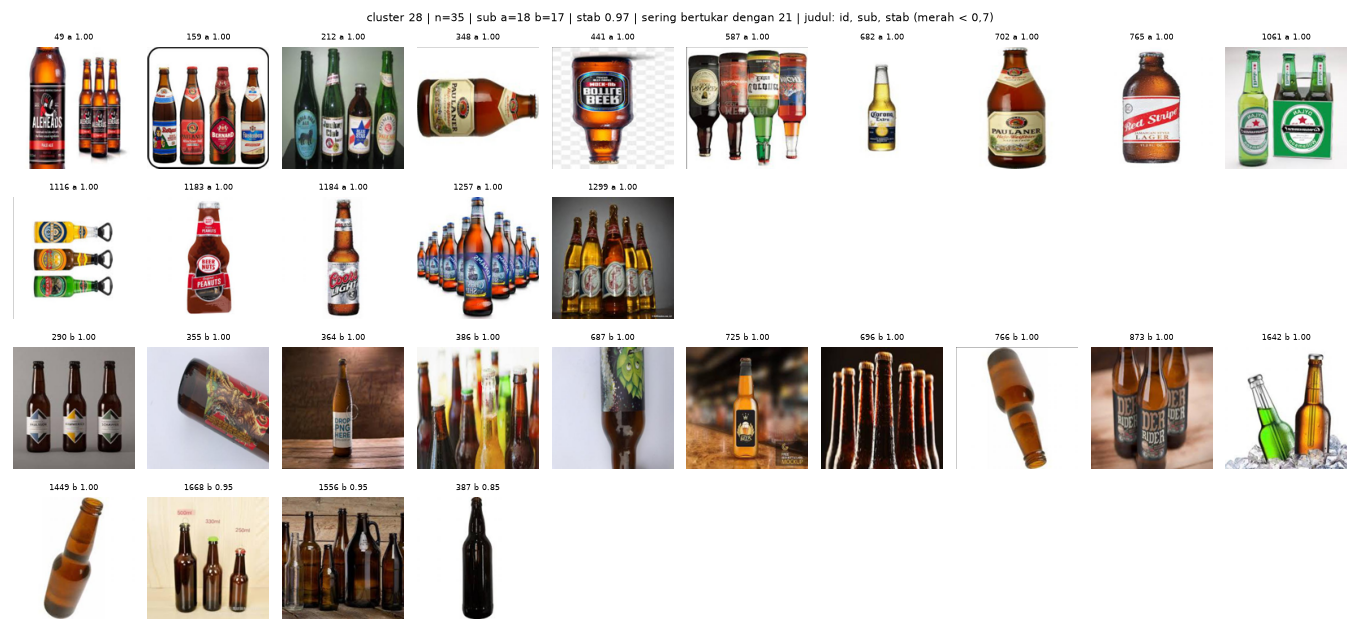 cluster 28 | n=35 | sub a=18 b=17 | stab 0.97 | sering bertukar dengan 21 | judul: id, sub, stab (merah < 0,7)
49 a 1.00
159 a 1.00
212 a 1.00
348 a 1.00
441 a 1.00
587 a 1.00
682 a 1.00
702 a 1.00
765 a 1.00
1061 a 1.00
ALEHEADS
BERNARD
PAULANER
BOTTLE
BEER
Corona
Extra
PAULANER
Red Stripe
LAGER
1116 a 1.00
1183 a 1.00
1184 a 1.00
1257 a 1.00
1299 a 1.00
BEER
NUTS
PEANUTS
Coors
LIGHT
290 b 1.00
355 b 1.00
364 b 1.00
386 b 1.00
687 b 1.00
725 b 1.00
696 b 1.00
766 b 1.00
873 b 1.00
1642 b 1.00
DROP
PNG
HERE
MOCKUP
DER
RIDER
1449 b 1.00
1668 b 0.95
1556 b 0.95
387 b 0.85
500ml
330ml
250ml